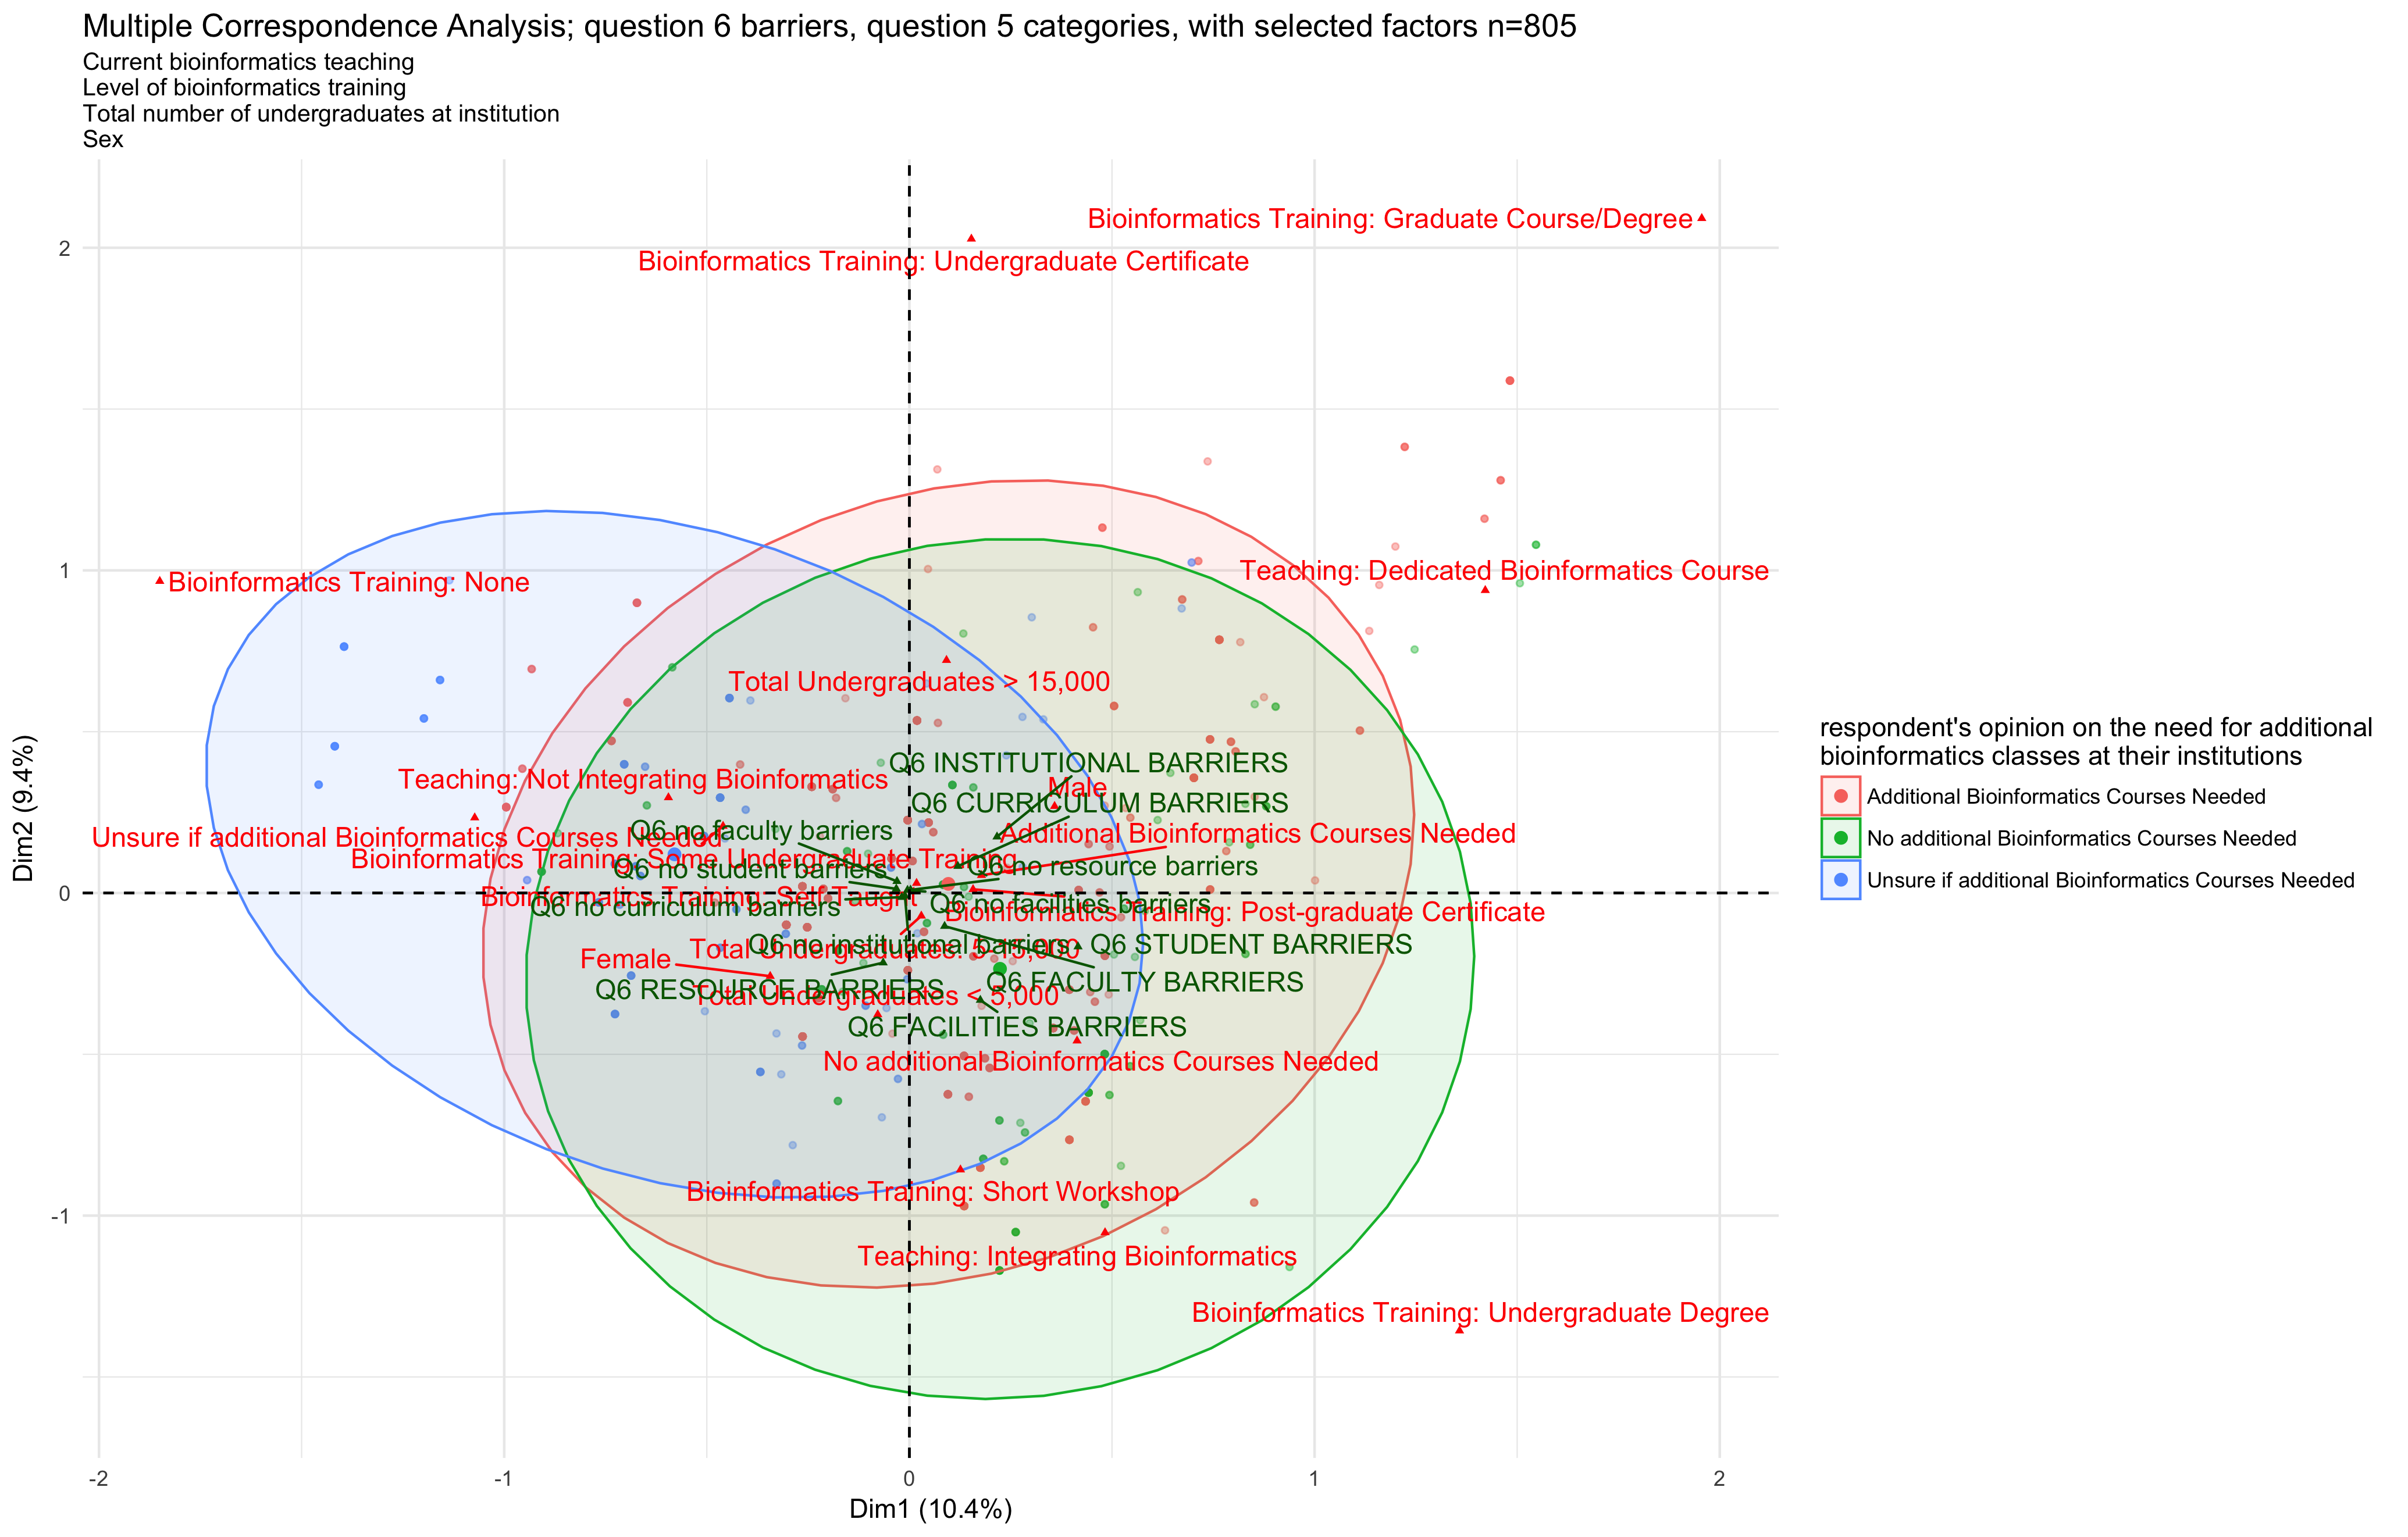 Multiple Correspondence Analysis; question 6 barriers, question 5 categories, with selected factors n=805
Current bioinformatics teaching
Level of bioinformatics training
Total number of undergraduates at institution
Sex
Bioinformatics Training: Graduate Course/Degree
Bioinformatics Training: Undergraduate Certificate
Teaching: Dedicated Bioinformatics Course
Bioinformatics Training: None
Total Undergraduates > 15,000
Q6 INSTITUTIONAL BARRIERS
Teaching: Not Integrating Bioinformatics
Male
Q6 CURRICULUM BARRIERS
Q6 no faculty barriers
Additional Bioinformatics Courses Needed
Unsure if additional Bioinformatics Courses Needed
Bioinformatics Training: Some Undergraduate Training
Q6 no resource barriers
Q6 no student barriers
Bioinformatics Training: Self Taught
Q6 no facilities barriers
Q6 no curriculum barriers
Bioinformatics Training: Post-graduate Certificate
Q6 no institutional barriers
Q6 STUDENT BARRIERS
Total Undergraduates: 5-15,000
Female
Q6 FACULTY BARRIERS
Q6 RESOURCE BARRIERS
Total Undergraduates < 5,000
Q6 FACILITIES BARRIERS
No additional Bioinformatics Courses Needed
Bioinformatics Training: Short Workshop
Teaching: Integrating Bioinformatics
Bioinformatics Training: Undergraduate Degree
2
1
0
-1
Dim2 (9.4%)
-2
-1
0
1
2
Dim1 (10.4%)
respondent's opinion on the need for additional
bioinformatics classes at their institutions
Additional Bioinformatics Courses Needed
No additional Bioinformatics Courses Needed
Unsure if additional Bioinformatics Courses Needed